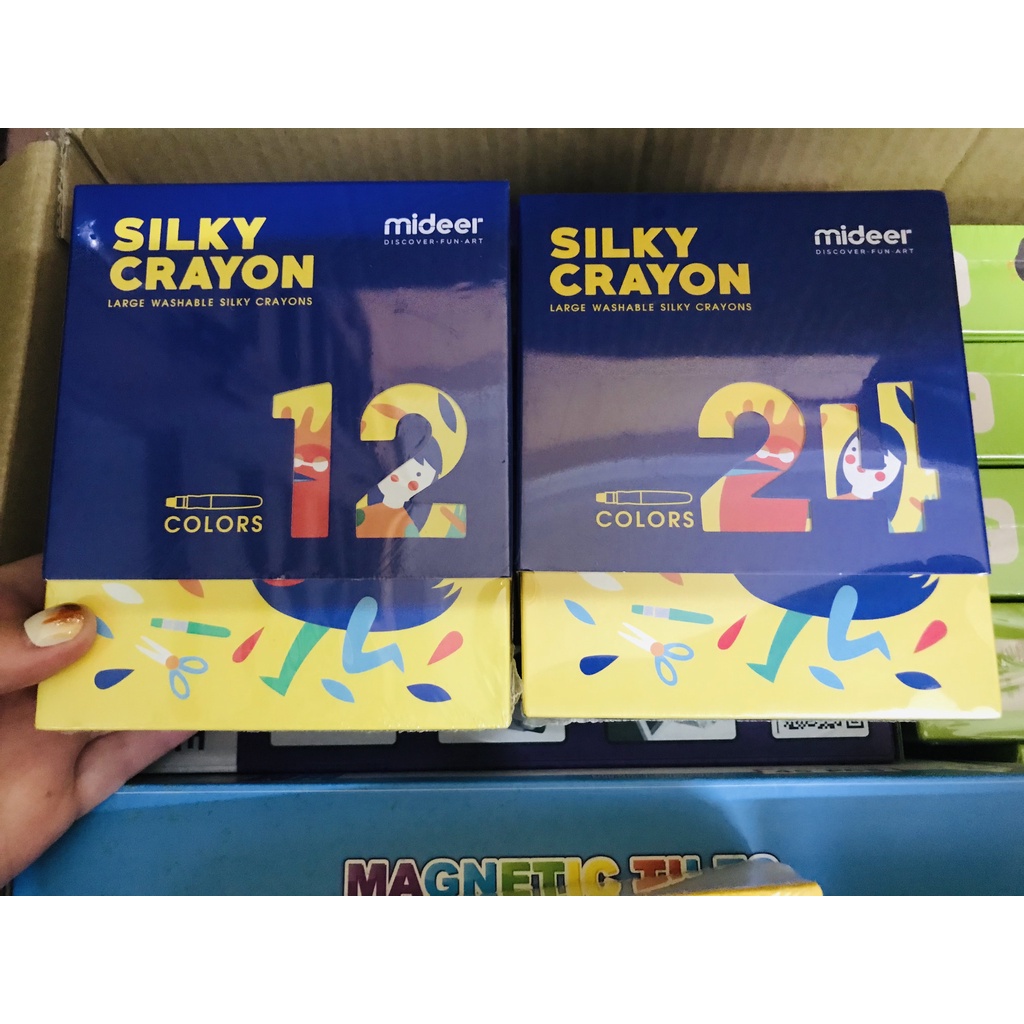 SILKY
CRAYON
LARGE WASHABLE SILKY CRAYONS
mideer
DISCOVER·FUN·ART
12
COLORS
SILKY
CRAYON
LARGE WASHABLE SILKY CRAYONS
mideer
DISCOVER·FUN·ART
24
COLORS
MAGNETIC